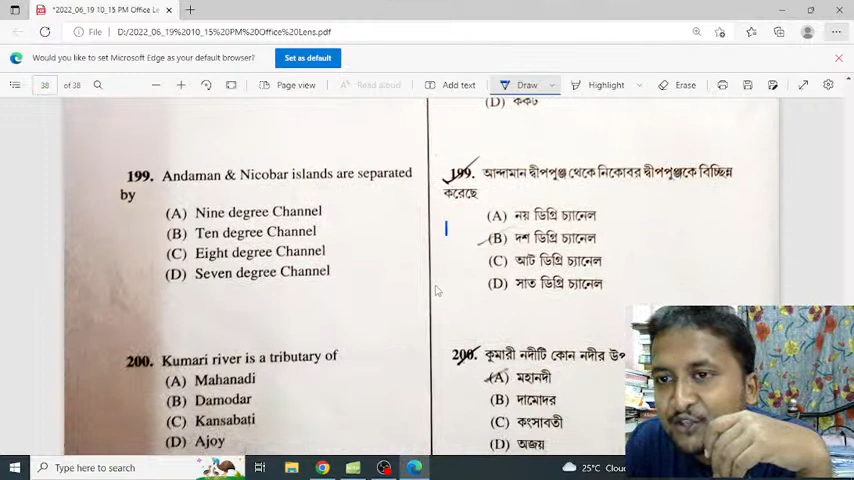 *2022_06_19 10_15 PM Office Le
File
D:/2022_06_19%2010_15%20PM%20Office%20Lens.pdf
Would you like to set Microsoft Edge as your default browser?
Set as default
38
of 38
Page view
Read aloud
Add text
Draw
Highlight
Erase
199. Andaman & Nicobar islands are separated
by
(A) Nine degree Channel
(B) Ten degree Channel
(C) Eight degree Channel
(D) Seven degree Channel
200. Kumari river is a tributary of
(A) Mahanadi
(B) Damodar
(C) Kansabati
(D) Ajoy
(D) ককট
199. আন্দামান দ্বীপপুঞ্জ থেকে নিকোবর দ্বীপপুঞ্জকে বিচ্ছিন্ন
করেছে
(A) নয় ডিগ্রি চ্যানেল
(B) দশ ডিগ্রি চ্যানেল
(C) আট ডিগ্রি চ্যানেল
(D) সাত ডিগ্রি চ্যানেল
200. কুমারী নদীটি কোন নদীর উপ
(A) মহানদী
(B) দামোদর
(C) কংসাবতী
(D) অজয়
Type here to search
25°C